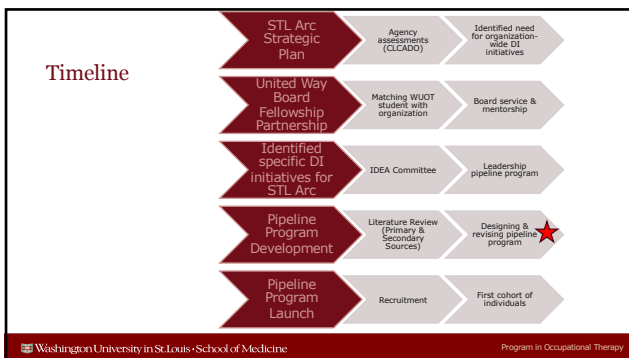 Timeline
STL Arc
Strategic
Plan
Agency
assessments
(CLCADO)
Identified need
for organization-
wide DI
initiatives
United Way
Board
Fellowship
Partnership
Matching WUOT
student with
organization
Board service &
mentorship
Identified
specific DI
initiatives for
STL Arc
IDEA Committee
Leadership
pipeline program
Pipeline
Program
Development
Literature Review
(Primary &
Secondary
Sources)
Designing &
revising pipeline
program
Pipeline
Program
Launch
Recruitment
First cohort of
individuals
Washington University in St. Louis • School of Medicine
Program in Occupational Therapy